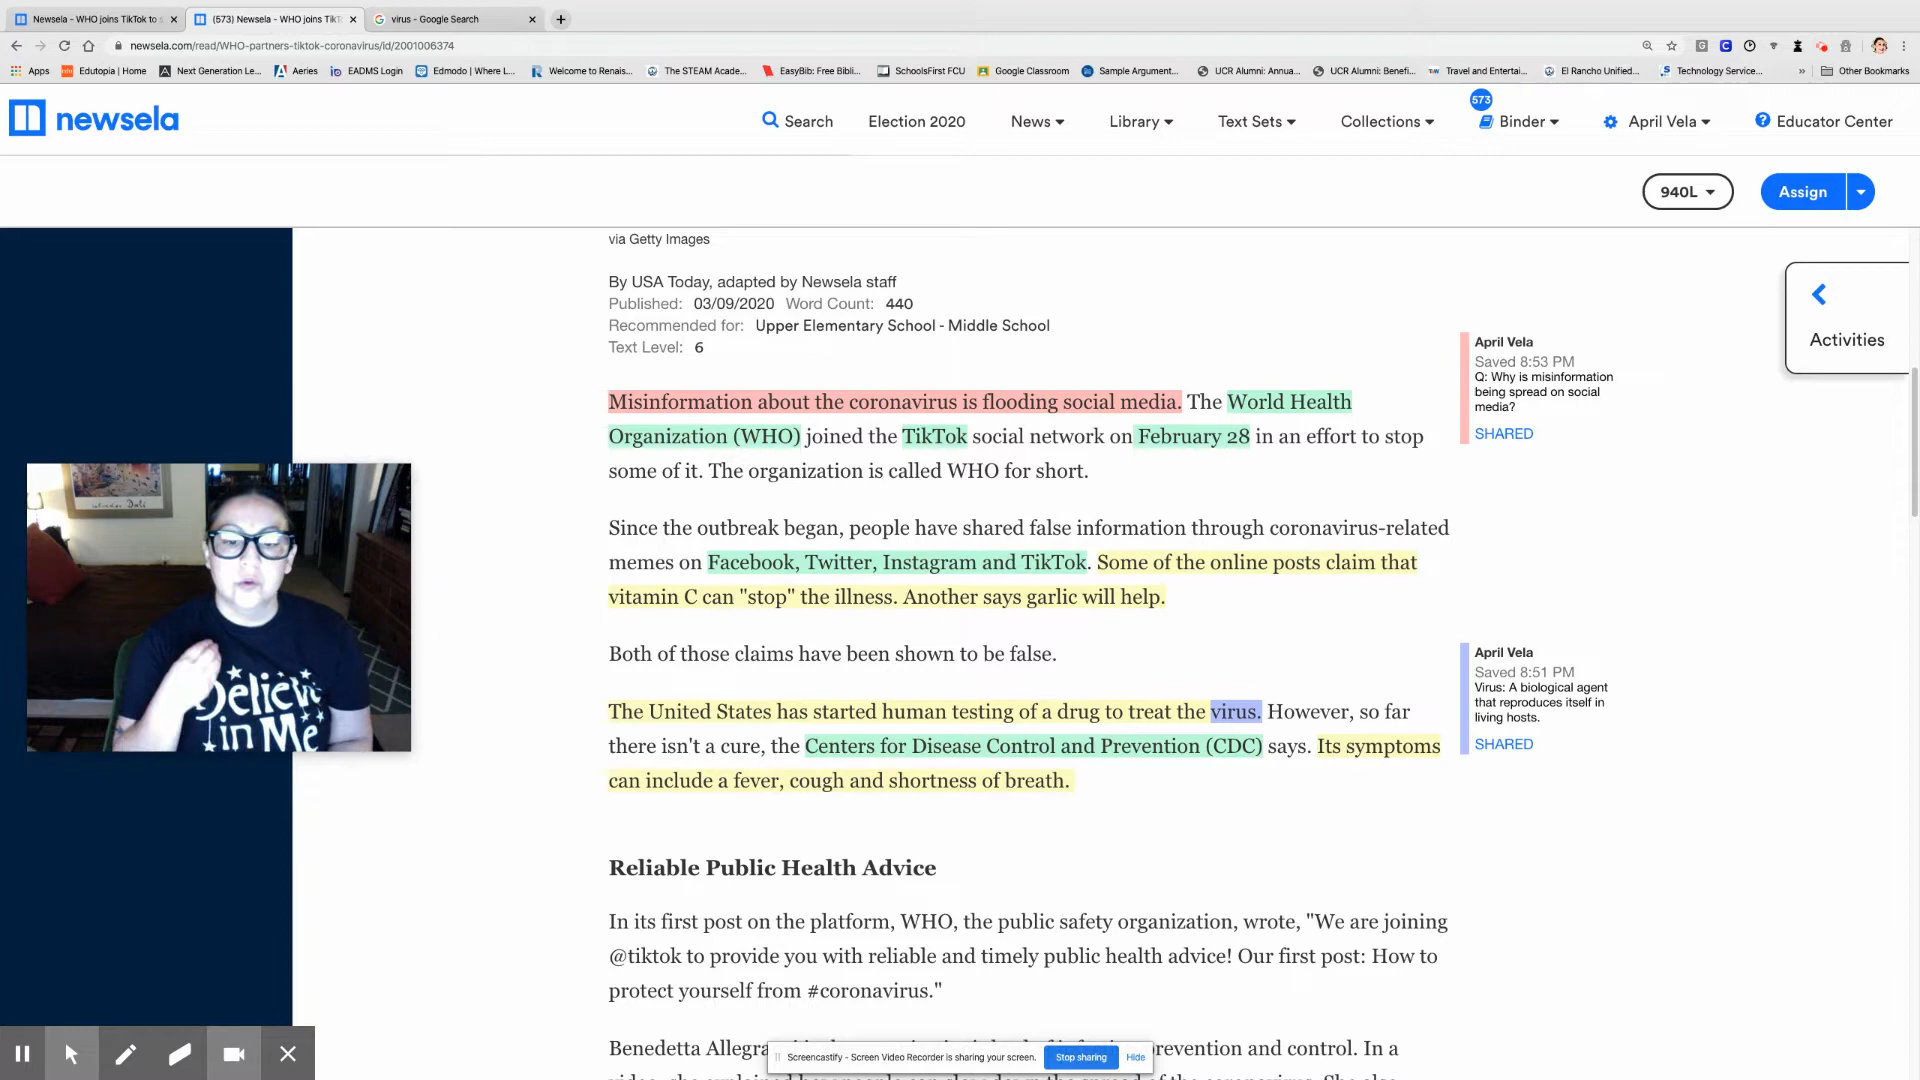 Newsela - WHO joins TikTok to s
(573) Newsela - WHO joins TikT
virus - Google Search
newsela.com/read/WHO-partners-tiktok-coronavirus/id/2001006374
Apps
Edutopia | Home
Next Generation Le...
Aeries
EADMS Login
Edmodo | Where L...
Welcome to Renais...
The STEAM Acade...
EasyBib: Free Bibli...
SchoolsFirst FCU
Google Classroom
Sample Argument...
UCR Alumni: Annua...
UCR Alumni: Benefi...
Travel and Entertai...
El Rancho Unified...
Technology Service...
»
Other Bookmarks
newsela
Search
Election 2020
News
Library
Text Sets
Collections
573
Binder
April Vela
Educator Center
940L
Assign
via Getty Images
By USA Today, adapted by Newsela staff
Published: 03/09/2020 Word Count: 440
Recommended for: Upper Elementary School - Middle School
Text Level: 6
Activities
Misinformation about the coronavirus is flooding social media. The World Health
Organization (WHO) joined the TikTok social network on February 28 in an effort to stop
some of it. The organization is called WHO for short.
April Vela
Saved 8:53 PM
Q: Why is misinformation
being spread on social
media?
SHARED
Since the outbreak began, people have shared false information through coronavirus-related
memes on Facebook, Twitter, Instagram and TikTok. Some of the online posts claim that
vitamin C can "stop" the illness. Another says garlic will help.
Both of those claims have been shown to be false.
The United States has started human testing of a drug to treat the virus. However, so far
there isn't a cure, the Centers for Disease Control and Prevention (CDC) says. Its symptoms
can include a fever, cough and shortness of breath.
April Vela
Saved 8:51 PM
Virus: A biological agent
that reproduces itself in
living hosts.
SHARED
Believe
in Me
Reliable Public Health Advice
In its first post on the platform, WHO, the public safety organization, wrote, "We are joining
@tiktok to provide you with reliable and timely public health advice! Our first post: How to
protect yourself from #coronavirus."
Benedetta Allegra
prevention and control. In a
Screencastify - Screen Video Recorder is sharing your screen.
Stop sharing
Hide